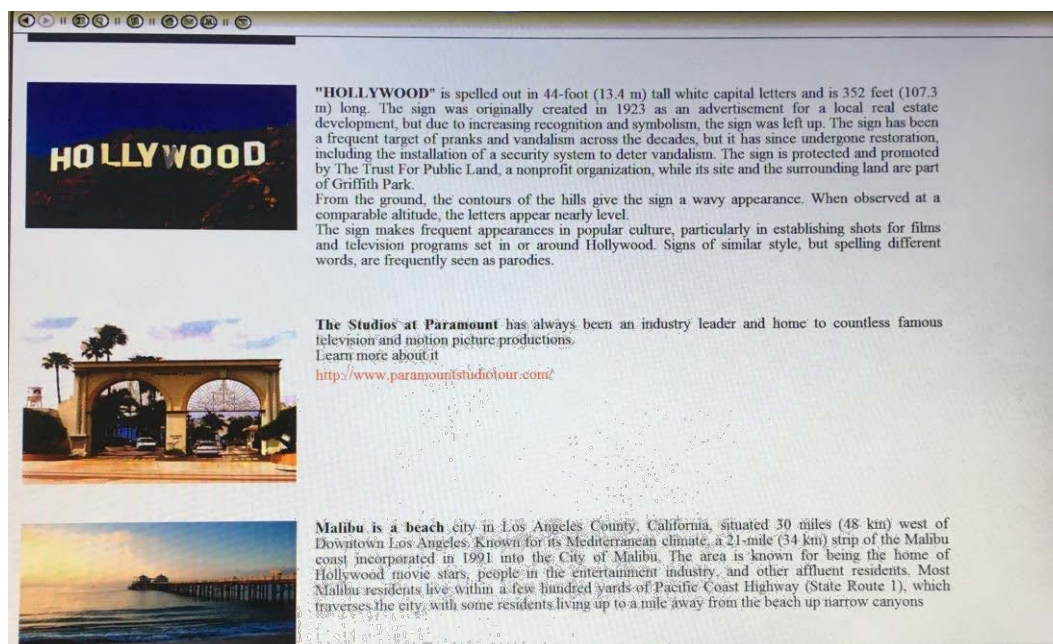 HOLLYWOOD
"HOLLYWOOD" is spelled out in 44-foot (13.4 m) tall white capital letters and is 352 feet (107.3
m) long. The sign was originally created in 1923 as an advertisement for a local real estate
development, but due to increasing recognition and symbolism, the sign was left up. The sign has been
a frequent target of pranks and vandalism across the decades, but it has since undergone restoration,
including the installation of a security system to deter vandalism. The sign is protected and promoted
by The Trust For Public Land, a nonprofit organization, while its site and the surrounding land are part
of Griffith Park.
From the ground, the contours of the hills give the sign a wavy appearance. When observed at a
comparable altitude, the letters appear nearly level.
The sign makes frequent appearances in popular culture, particularly in establishing shots for films
and television programs set in or around Hollywood. Signs of similar style, but spelling different
words, are frequently seen as parodies.
The Studios at Paramount has always been an industry leader and home to countless famous
television and motion picture productions.
Learn more about it
http://www.paramountstudiotour.com/
Malibu is a beach city in Los Angeles County, California, situated 30 miles (48 km) west of
Downtown Los Angeles. Known for its Mediterranean climate, a 21-mile (34 km) strip of the Malibu
coast incorporated in 1991 into the City of Malibu. The area is known for being the home of
Hollywood movie stars, people in the entertainment industry, and other affluent residents. Most
Malibu residents live within a few hundred yards of Pacific Coast Highway (State Route 1), which
traverses the city, with some residents living up to a mile away from the beach up narrow canyons